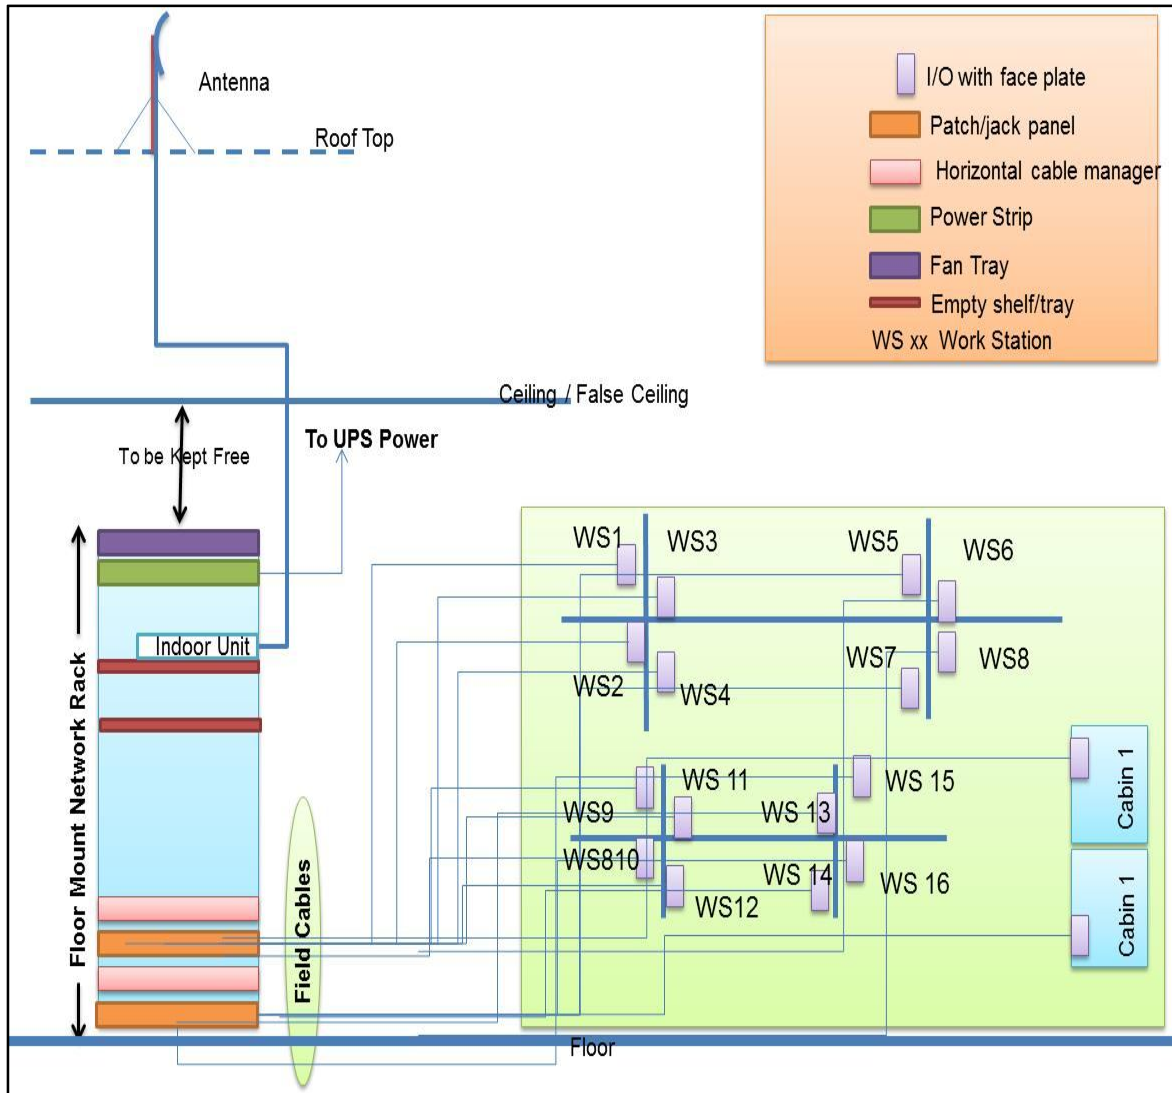 Antenna
Roof Top
I/O with face plate
Patch/jack panel
Horizontal cable manager
Power Strip
Fan Tray
Empty shelf/tray
WS xx  Work Station
Ceiling / False Ceiling
To be Kept Free
To UPS Power
Floor Mount Network Rack
Indoor Unit
Field Cables
WS1
WS3
WS5
WS6
WS2
WS4
WS7
WS8
WS9
WS 11
WS 13
WS 15
WS810
WS12
WS 14
WS 16
Cabin 1
Cabin 1
Floor